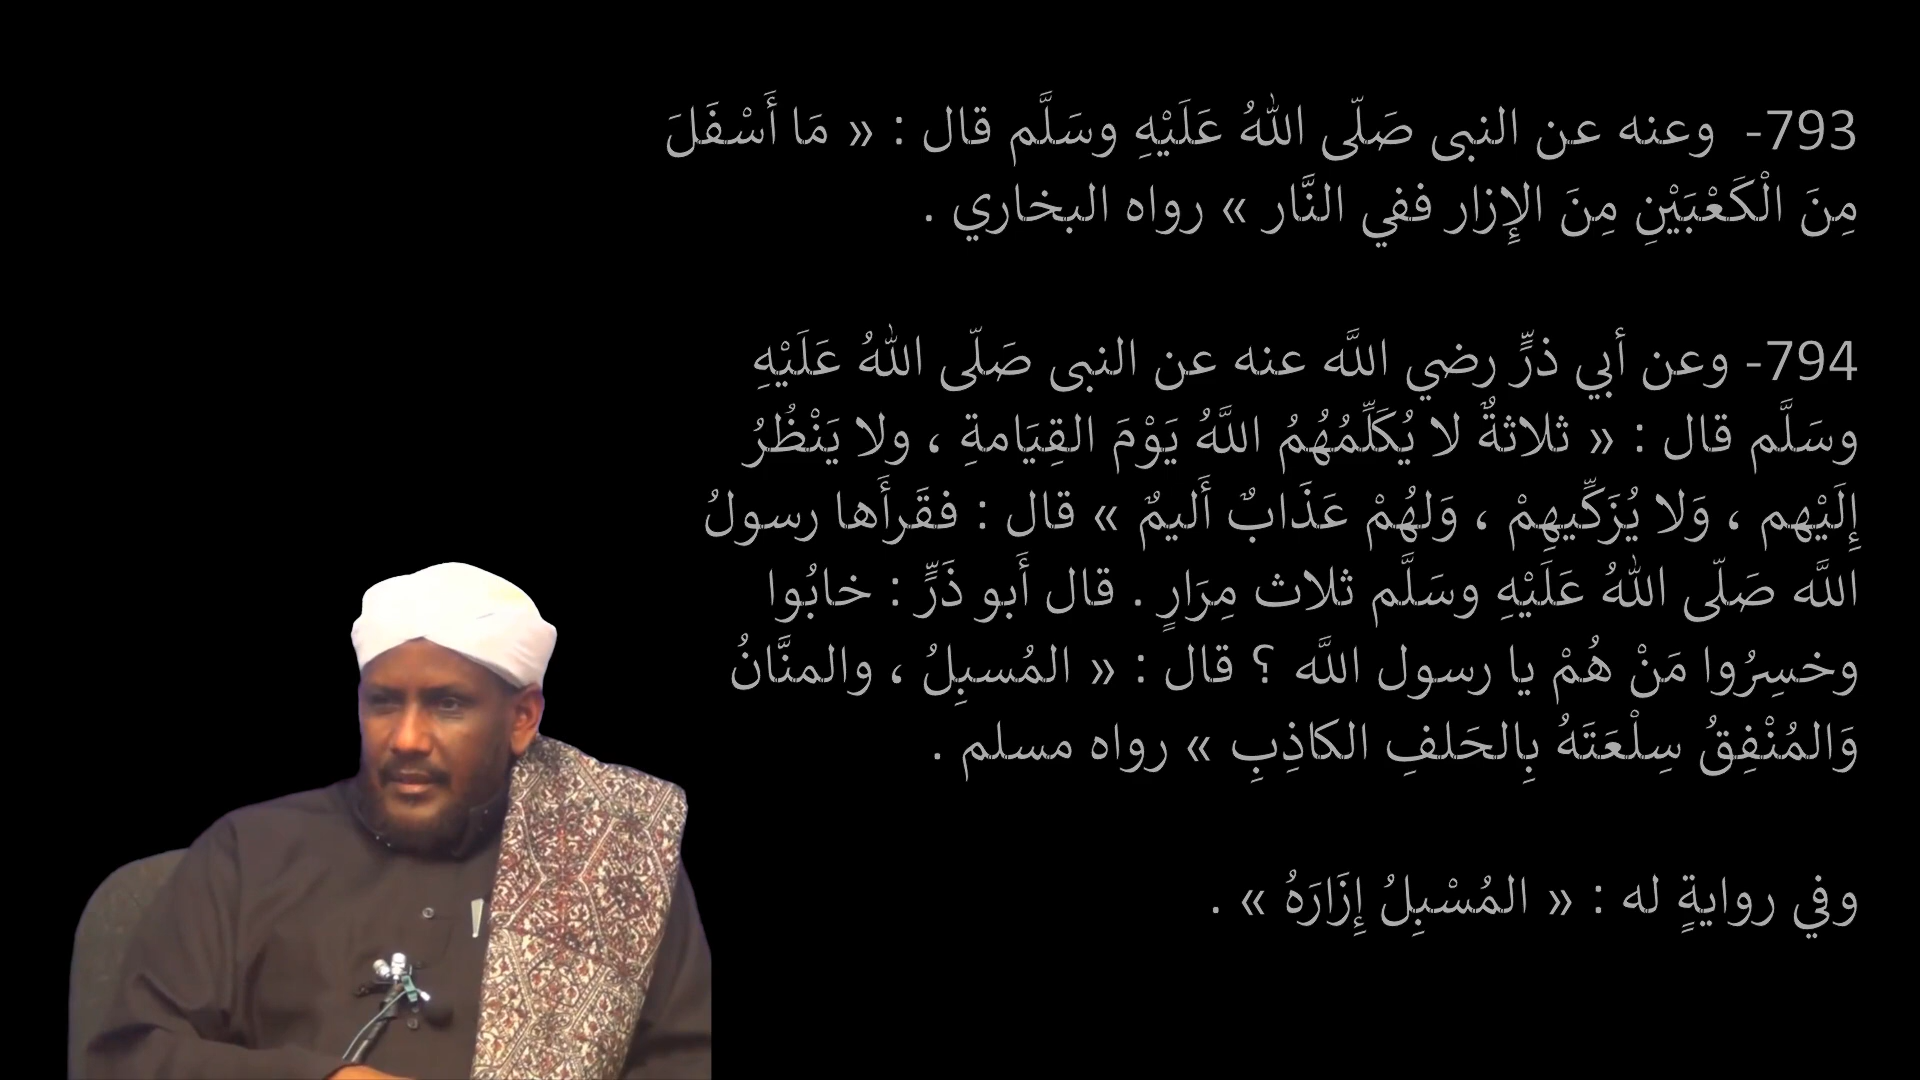 793-  وعنه عن النبى صَلّى اللهُ عَلَيْهِ وسَلَّم قال : « مَا أَسْفَلَ
مِنَ الْكَعْبَيْنِ مِنَ الإِزار ففي النَّار » رواه البخاري .
794- وعن أبي ذرٍّ رضي اللَّه عنه عن النبى صَلّى اللهُ عَلَيْهِ
وسَلَّم قال : « ثلاثةٌ لا يُكَلِّمُهُمُ اللَّهُ يَوْمَ القِيَامةِ ، ولا يَنْظُرُ
إِلَيْهم ، وَلا يُزَكِّيهِمْ ، وَلهُمْ عَذَابٌ أَليمٌ » قال : فقَرأَها رسولُ
اللَّه صَلّى اللهُ عَلَيْهِ وسَلَّم ثلاث مِرَارٍ . قال أَبو ذَرٍّ : خابُوا
وخسِرُوا مَنْ هُمْ يا رسول اللَّه ؟ قال : « المُسبِلُ ، والمنَّانُ
وَالمُنْفِقُ سِلْعَتَهُ بِالحَلفِ الكاذِبِ » رواه مسلم .
وفي روايةٍ له : « المُسْبِلُ إِزَارَهُ » .